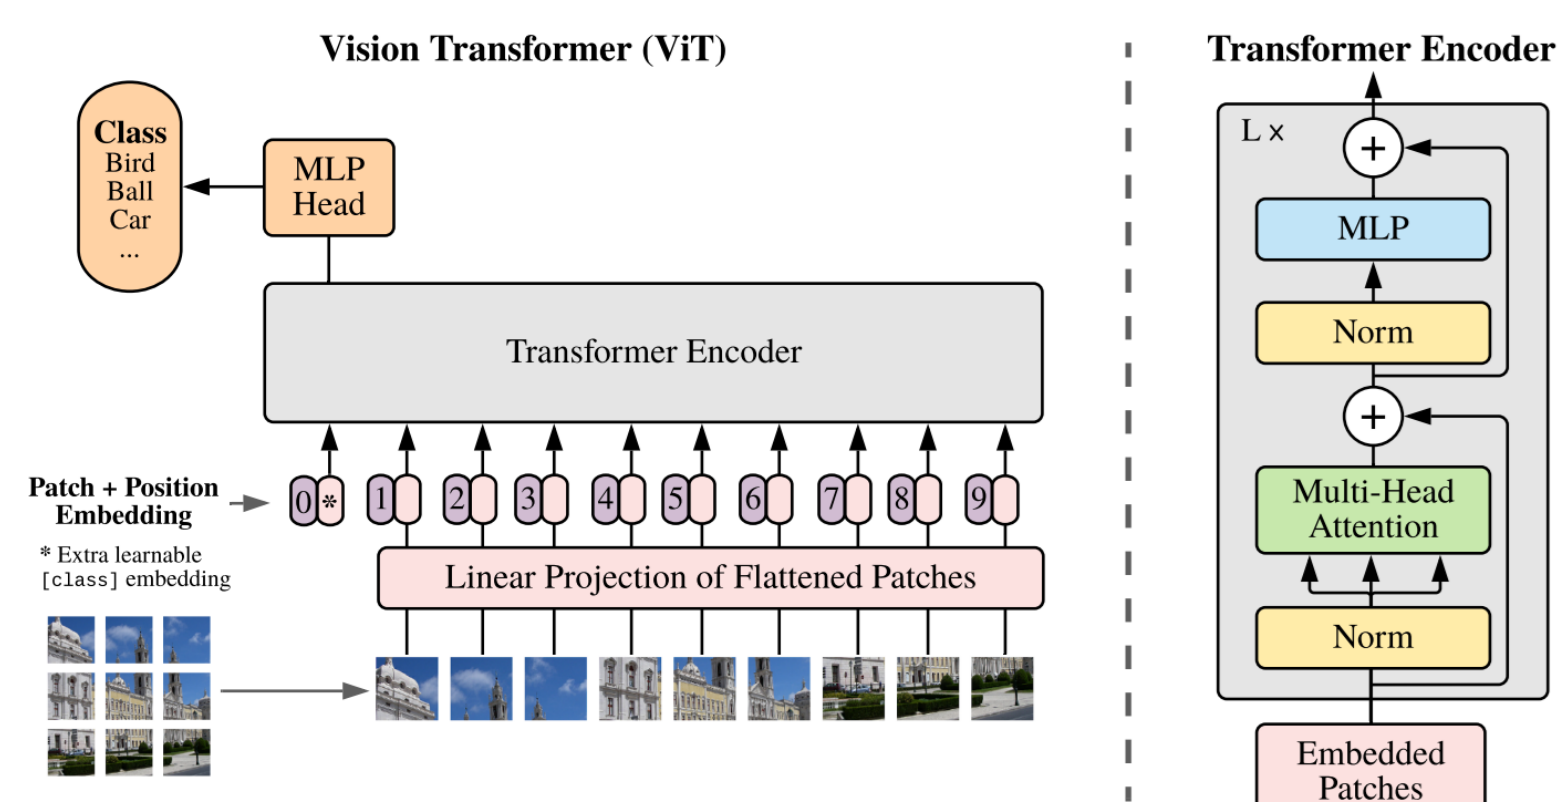 Vision Transformer (ViT)
Class
Bird
Ball
Car
...
MLP
Head
Transformer Encoder
Patch + Position
Embedding
0 * 1 2 3 4 5 6 7 8 9
* Extra learnable
[class] embedding
Linear Projection of Flattened Patches
Transformer Encoder
L ×
+
MLP
Norm
+
Multi-Head
Attention
Norm
Embedded
Patches